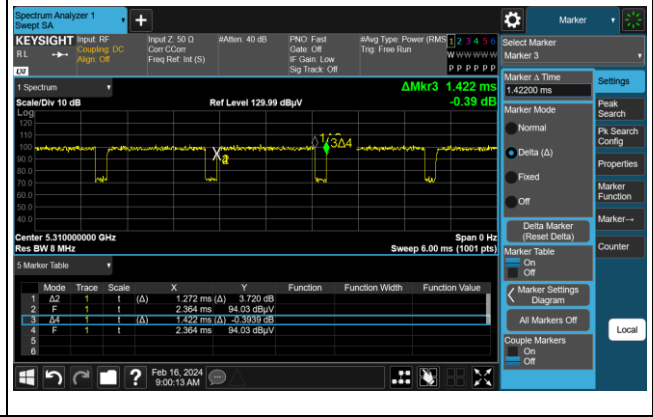 Spectrum Analyzer 1
Swept SA
Marker
KEYSIGHT Input: RF Input Z: 50 Ω #Atten: 40 dB PNO: Fast #Avg Type: Power (RMS 1 2 3 4 5 6
RL Coupling: DC Corr CCorr Gate: Off Trig: Free Run W W W W W W
Align: Off Freq Ref: Int (S) IF Gain: Low P P P P P P
LXI Sig Track: Off
Select Marker
Marker 3
1 Spectrum
ΔMkr3 1.422 ms
Scale/Div 10 dB Ref Level 129.99 dBµV -0.39 dB
Log
120
110
100
90.0
80.0
70.0
60.0
50.0
40.0
3Δ4
Center 5.310000000 GHz Span 0 Hz
Res BW 8 MHz Sweep 6.00 ms (1001 pts)
5 Marker Table
Mode Trace Scale X Y Function Function Width Function Value
1 Δ2 1 t (Δ) 1.272 ms (Δ) 3.720 dB
2 F 1 t 2.364 ms 94.03 dBµV
3 Δ4 1 t (Δ) 1.422 ms (Δ) -0.3939 dB
4 F 1 t 2.364 ms 94.03 dBµV
5
6
Marker Δ Time
1.42200 ms
Marker Mode
Normal
Delta (Δ)
Fixed
Off
Delta Marker
(Reset Delta)
Marker Table
On
Off
Marker Settings
Diagram
All Markers Off
Couple Markers
On
Off
Settings
Peak
Search
Pk Search
Config
Properties
Marker
Function
Marker→
Counter
Local
Feb 16, 2024
9:00:13 AM